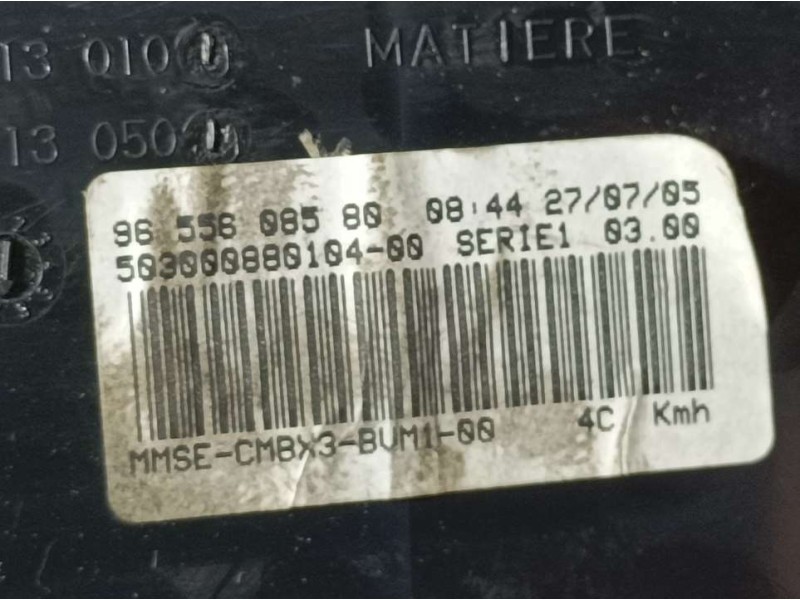 13 010 MATIERE
13 050
96 556 085 80 08:44 27/07/05
503000880104-00 SERIE1 03.00
MMSE-CMBX3-BVM1-00 4C Kmh